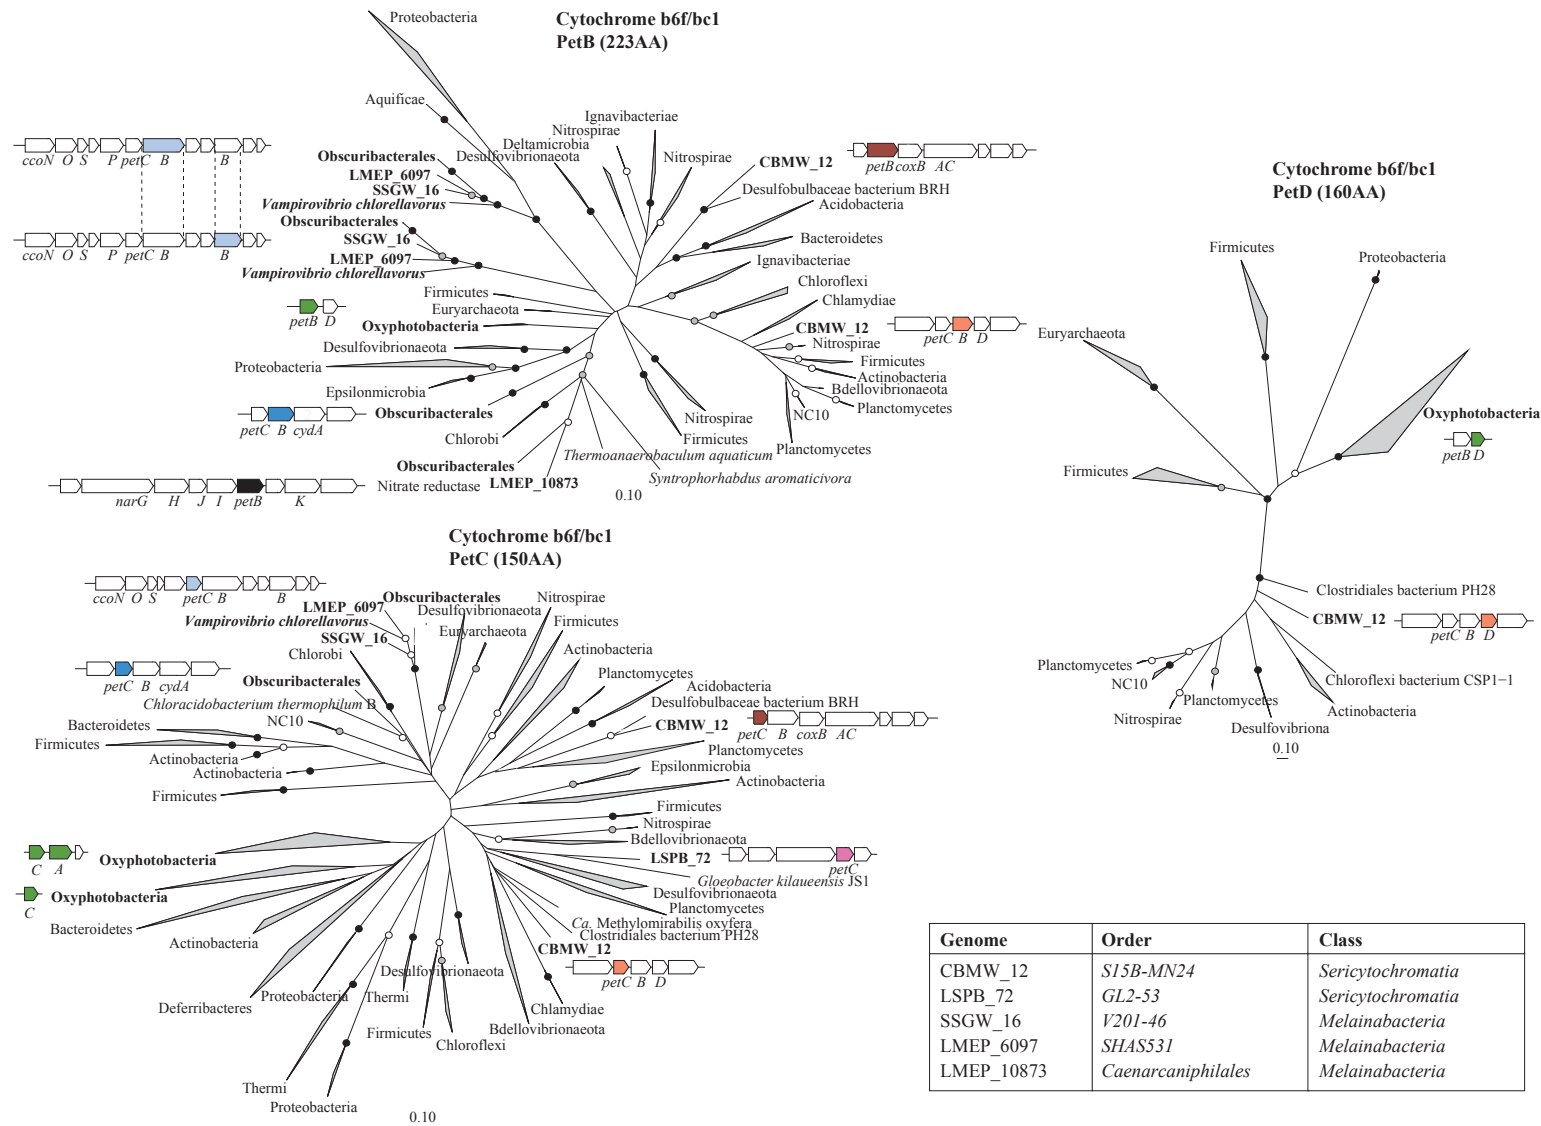 Cytochrome b6f/bc1
PetB (223AA)
Proteobacteria
Aquificae
Obscuribacterales
LMEP_6097
SSGW_16
Vampirovibrio chlorellavorus
Obscuribacterales
SSGW_16
LMEP_6097
Vampirovibrio chlorellavorus
Firmicutes
Euryarchaeota
Oxyphotobacteria
Desulfovibrionaeota
Proteobacteria
Epsilonmicrobia
Obscuribacterales
Chlorobi
Obscuribacterales
LMEP_10873
Nitrate reductase
Desulfovibrionaeota
Deltamicrobia
Nitrospirae
Ignavibacteriae
Nitrospirae
CBMW_12
Desulfobulbaceae bacterium BRH
Acidobacteria
Bacteroidetes
Ignavibacteriae
Chloroflexi
Chlamydiae
CBMW_12
Nitrospirae
Firmicutes
Actinobacteria
Bdellovibrionaeota
Planctomycetes
NC10
Planctomycetes
Nitrospirae
Firmicutes
Thermoanaerobaculum aquaticum
Syntrophorhabdus aromaticivora
0.10
ccoN O S P petC B B
ccoN O S P petC B B
petB D
petC B cydA
narG H J I petB K
petB coxB AC
petC B D
Cytochrome b6f/bc1
PetD (160AA)
Firmicutes
Proteobacteria
Euryarchaeota
Oxyphotobacteria
petB D
Firmicutes
Clostridiales bacterium PH28
CBMW_12
petC B D
Planctomycetes
NC10
Nitrospirae
Planctomycetes
Desulfovibriona
Chloroflexi bacterium CSP1−1
Actinobacteria
0.10
Cytochrome b6f/bc1
PetC (150AA)
ccoN O S petC B B
LMEP_6097
Obscuribacterales
Vampirovibrio chlorellavorus
SSGW_16
Chlorobi
petC B cydA
Obscuribacterales
Chloracidobacterium thermophilum B
NC10
Bacteroidetes
Firmicutes
Actinobacteria
Actinobacteria
Firmicutes
Desulfovibrionaeota
Euryarchaeota
Nitrospirae
Firmicutes
Actinobacteria
Planctomycetes
Acidobacteria
Desulfobulbaceae bacterium BRH
CBMW_12
petC B coxB AC
Planctomycetes
Epsilonmicrobia
Actinobacteria
Firmicutes
Nitrospirae
Bdellovibrionaeota
LSPB_72
petC
Gloeobacter kilaueensis JS1
Desulfovibrionaeota
Planctomycetes
Ca. Methylomirabilis oxyfera
Clostridiales bacterium PH28
CBMW_12
petC B D
Chlamydiae
Bdellovibrionaeota
Desulfovibrionaeota
Chloroflexi
Firmicutes
Thermi
Proteobacteria
Thermi
Proteobacteria
Deferribacteres
Actinobacteria
Bacteroidetes
C A
Oxyphotobacteria
Oxyphotobacteria
C
0.10
Genome Order Class
CBMW_12 S15B-MN24 Sericytochromatia
LSPB_72 GL2-53 Sericytochromatia
SSGW_16 V201-46 Melainabacteria
LMEP_6097 SHAS531 Melainabacteria
LMEP_10873 Caenarcaniphilales Melainabacteria